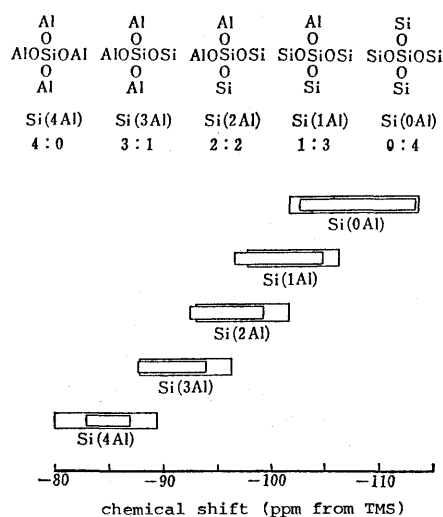 Al Al Al Si Si
O O O O O
AlOSiOAl AlOSiOSi AlOSiOSi SiOSiOSi SiOSiOSi
O O O O O
Al Al Si Si Si
Si(4Al) Si(3Al) Si(2Al) Si(1Al) Si(0Al)
4:0 3:1 2:2 1:3 0:4
Si(0Al)
Si(1Al)
Si(2Al)
Si(3Al)
Si(4Al)
-80 -90 -100 -110
chemical shift (ppm from TMS)